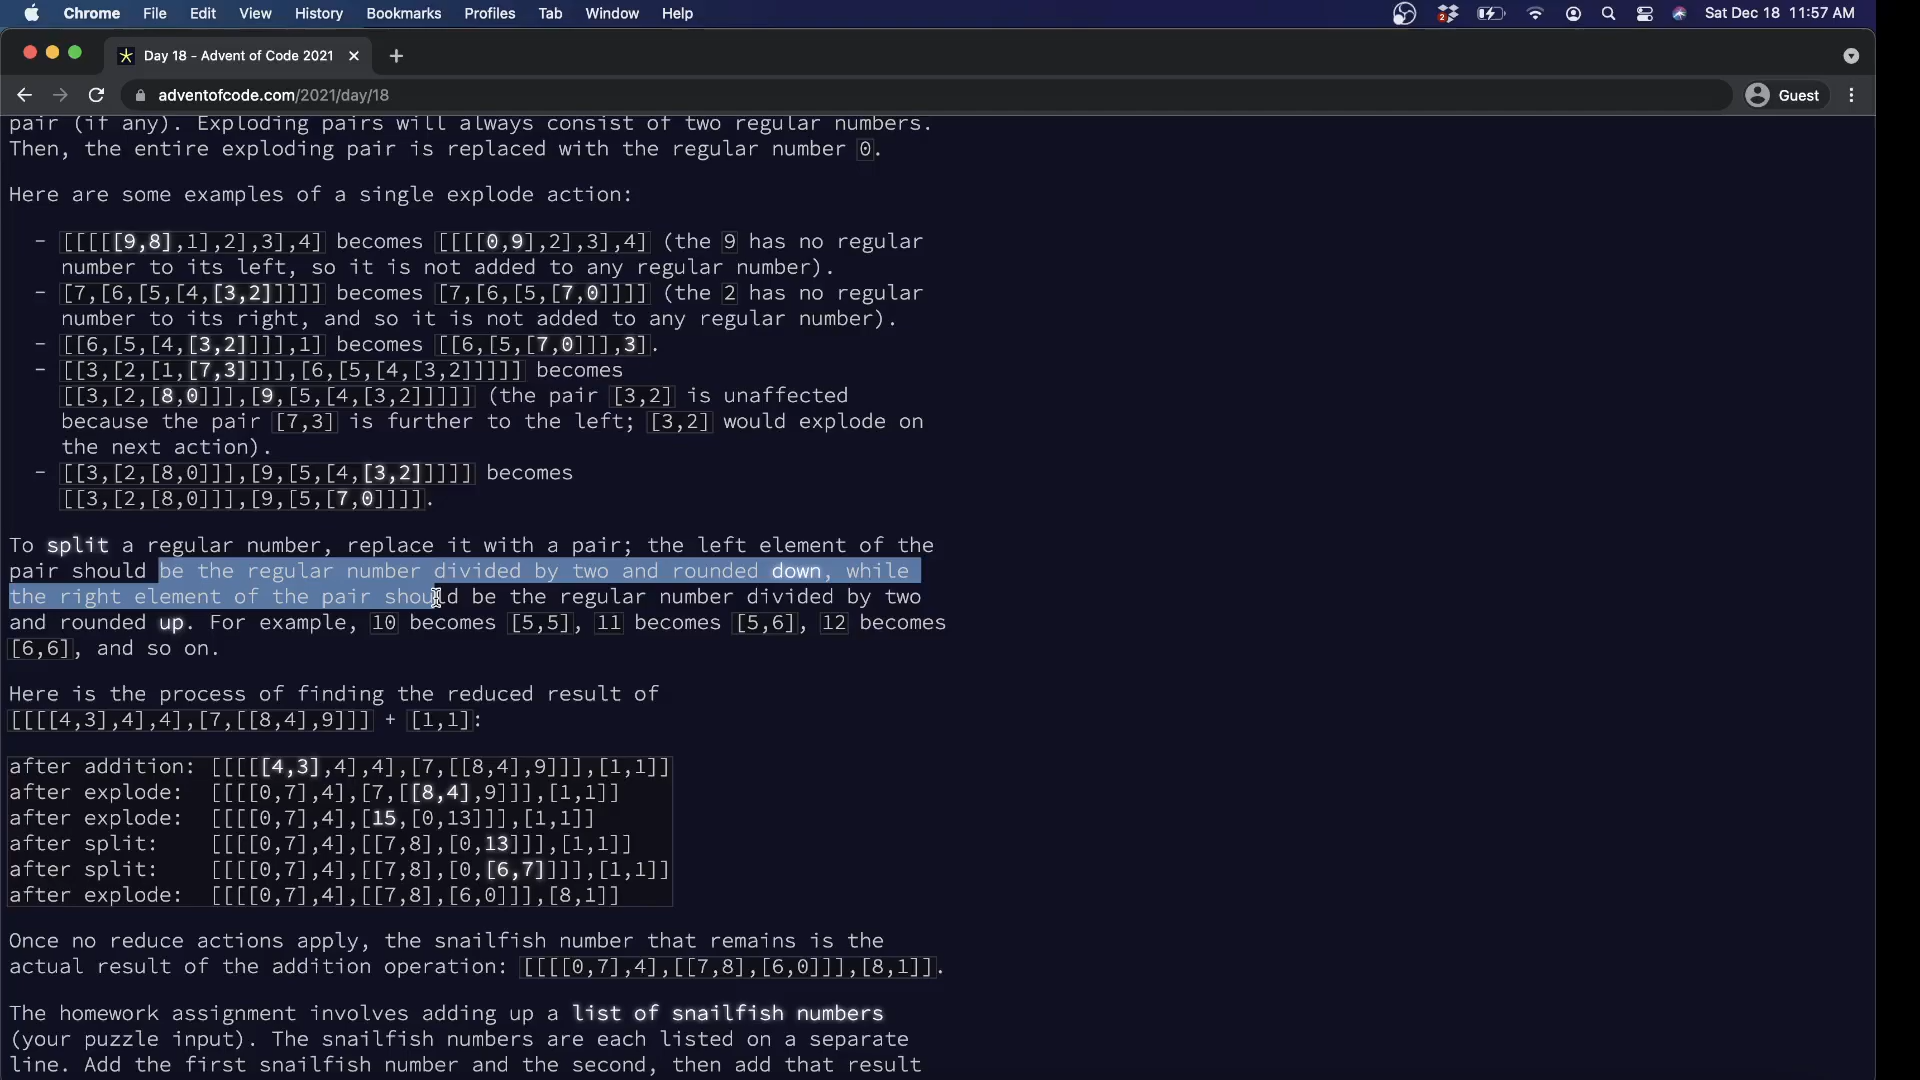 Chrome File Edit View History Bookmarks Profiles Tab Window Help 2 Sat Dec 18 11:57 AM
Day 18 - Advent of Code 2021
adventofcode.com/2021/day/18 Guest
pair (if any). Exploding pairs will always consist of two regular numbers.
Then, the entire exploding pair is replaced with the regular number 0.
Here are some examples of a single explode action:
- [[[[[9,8],1],2],3],4] becomes [[[[0,9],2],3],4] (the 9 has no regular
number to its left, so it is not added to any regular number).
- [7,[6,[5,[4,[3,2]]]]] becomes [7,[6,[5,[7,0]]]] (the 2 has no regular
number to its right, and so it is not added to any regular number).
- [[6,[5,[4,[3,2]]]],1] becomes [[6,[5,[7,0]]],3].
- [[3,[2,[1,[7,3]]]],[6,[5,[4,[3,2]]]]] becomes
[[3,[2,[8,0]]],[9,[5,[4,[3,2]]]]] (the pair [3,2] is unaffected
because the pair [7,3] is further to the left; [3,2] would explode on
the next action).
- [[3,[2,[8,0]]],[9,[5,[4,[3,2]]]]] becomes
[[3,[2,[8,0]]],[9,[5,[7,0]]]].
To split a regular number, replace it with a pair; the left element of the
pair should be the regular number divided by two and rounded down, while
the right element of the pair should be the regular number divided by two
and rounded up. For example, 10 becomes [5,5], 11 becomes [5,6], 12 becomes
[6,6], and so on.
Here is the process of finding the reduced result of
[[[[4,3],4],4],[7,[[8,4],9]]] + [1,1]:
after addition: [[[[[4,3],4],4],[7,[[8,4],9]]],[1,1]]
after explode: [[[[0,7],4],[7,[[8,4],9]]],[1,1]]
after explode: [[[[0,7],4],[15,[0,13]]],[1,1]]
after split: [[[[0,7],4],[[7,8],[0,13]]],[1,1]]
after split: [[[[0,7],4],[[7,8],[0,[6,7]]]],[1,1]]
after explode: [[[[0,7],4],[[7,8],[6,0]]],[8,1]]
Once no reduce actions apply, the snailfish number that remains is the
actual result of the addition operation: [[[[0,7],4],[[7,8],[6,0]]],[8,1]].
The homework assignment involves adding up a list of snailfish numbers
(your puzzle input). The snailfish numbers are each listed on a separate
line. Add the first snailfish number and the second, then add that result